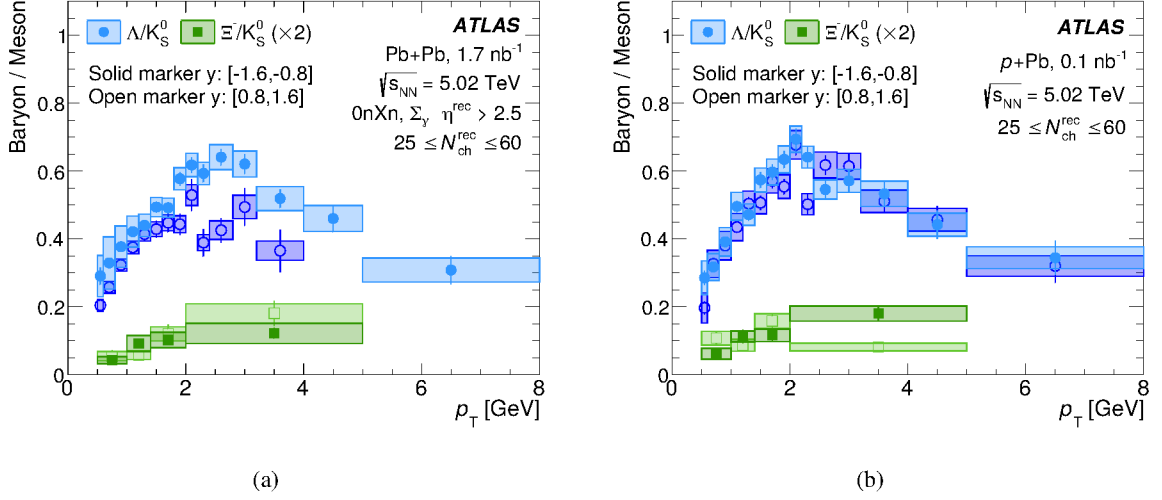 Baryon / Meson
1
0.8
0.6
0.4
0.2
0
Λ/K⁰_S Ξ⁻/K⁰_S (×2)
ATLAS
Pb+Pb, 1.7 nb⁻¹
Solid marker y: [-1.6,-0.8]
√s_NN = 5.02 TeV
Open marker y: [0.8,1.6]
0nXn, Σ_γ η^rec > 2.5
25 ≤ N_ch^rec ≤60
0 2 4 6 8
p_T [GeV]
(a)
Baryon / Meson
1
0.8
0.6
0.4
0.2
0
Λ/K⁰_S Ξ⁻/K⁰_S (×2)
ATLAS
p+Pb, 0.1 nb⁻¹
Solid marker y: [-1.6,-0.8]
√s_NN = 5.02 TeV
Open marker y: [0.8,1.6]
25 ≤ N_ch^rec ≤60
0 2 4 6 8
p_T [GeV]
(b)